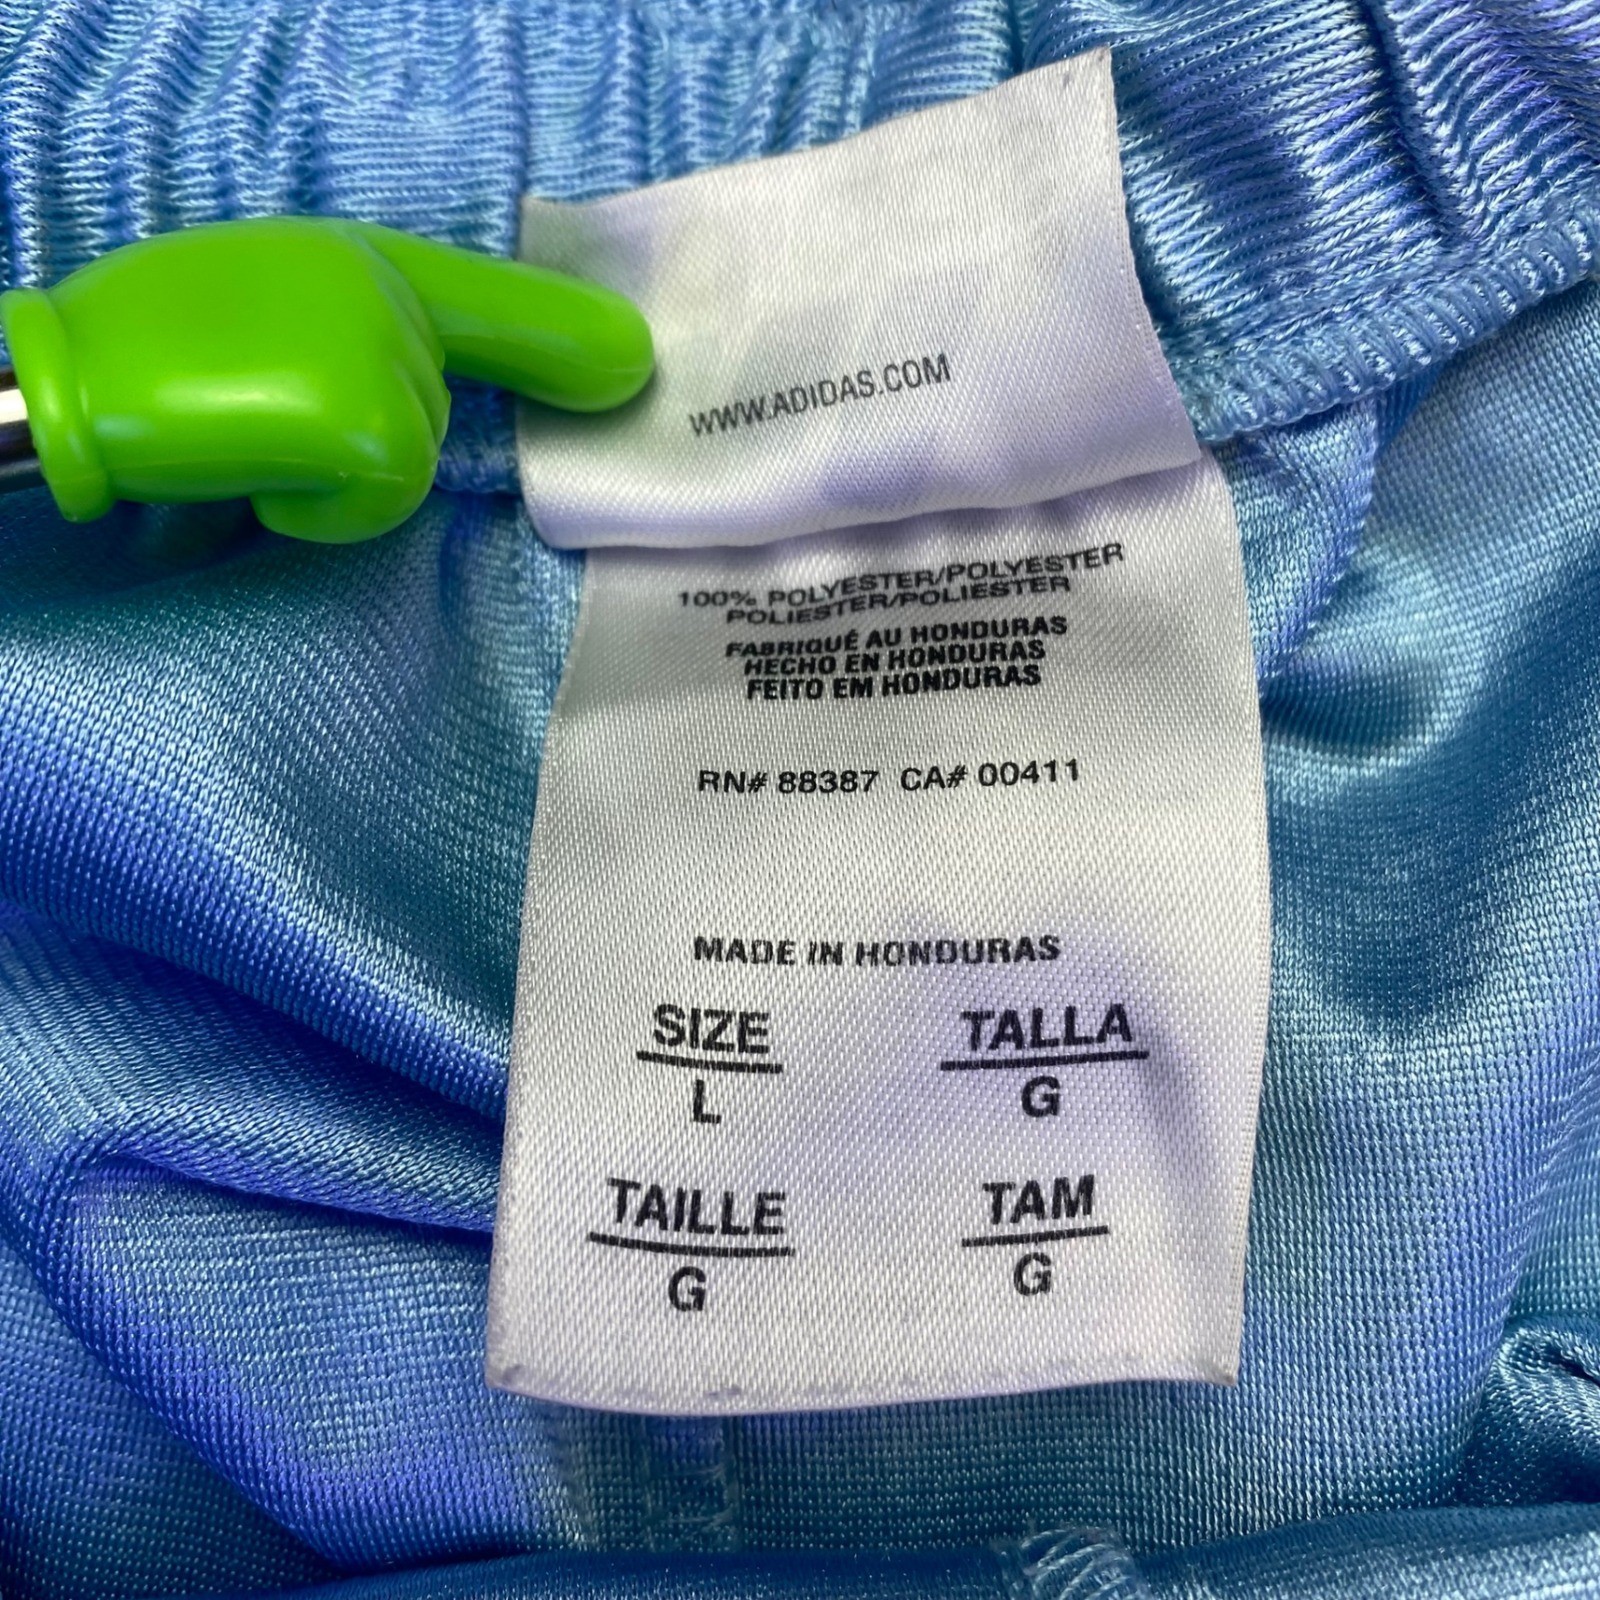 WWW.ADIDAS.COM
100% POLYESTER/POLYESTER
POLIESTER/POLIESTER
FABRIQUÉ AU HONDURAS
HECHO EN HONDURAS
FEITO EM HONDURAS
RN# 88387 CA# 00411
MADE IN HONDURAS
SIZE TALLA
L G
TAILLE TAM
G G